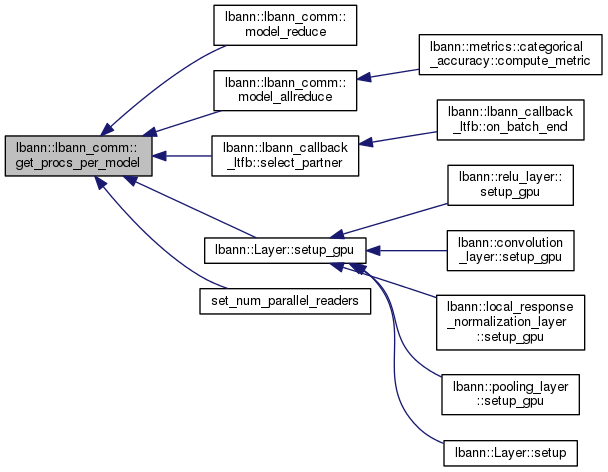 lbann::lbann_comm::
model_reduce
lbann::lbann_comm::
model_allreduce
lbann::metrics::categorical
_accuracy::compute_metric
lbann::lbann_comm::
get_procs_per_model
lbann::lbann_callback
_ltfb::select_partner
lbann::lbann_callback
_ltfb::on_batch_end
lbann::Layer::setup_gpu
lbann::relu_layer::
setup_gpu
lbann::convolution
_layer::setup_gpu
lbann::local_response
_normalization_layer
::setup_gpu
lbann::pooling_layer
::setup_gpu
lbann::Layer::setup
set_num_parallel_readers